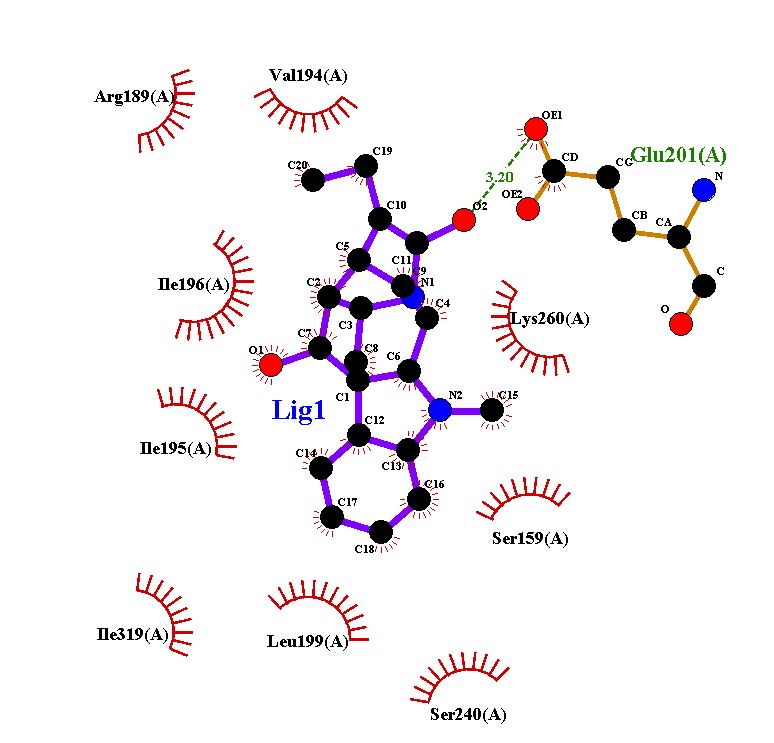 Val194(A)
Arg189(A)
OE1
C19
C20
CD
CG
Glu201(A)
3.20
N
OE2
O2
C10
CB
CA
C5
C11
C9
N1
C
Ile196(A)
C2
C3
C4
O
Lys260(A)
C7
O1
C8
C6
C1
N2
C15
Lig1
C12
Ile195(A)
C14
C13
C16
C17
Ser159(A)
C18
Ile319(A)
Leu199(A)
Ser240(A)